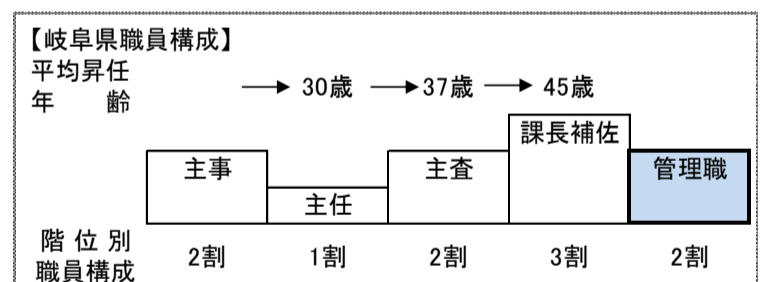 【岐阜県職員構成】
平均昇任
年齢
30歳 37歳 45歳
主事 主任 主査 課長補佐 管理職
階位別
職員構成
2割 1割 2割 3割 2割